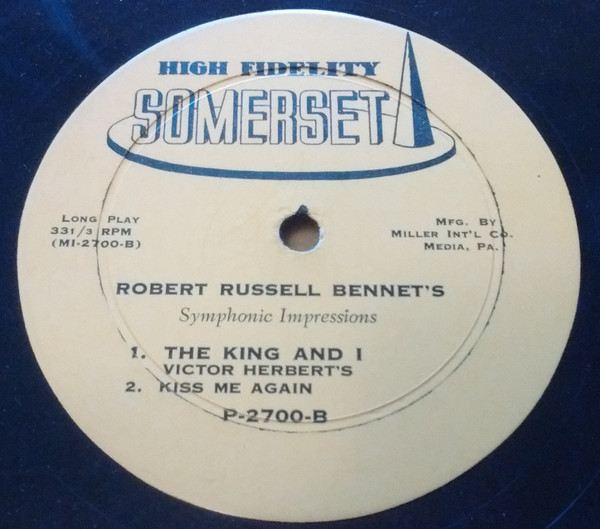 HIGH FIDELITY
SOMERSET
LONG PLAY
33 1/3 RPM
(MI-2700-B)
MFG. BY
MILLER INT'L CO.
MEDIA, PA.
ROBERT RUSSELL BENNET'S
Symphonic Impressions
1. THE KING AND I
VICTOR HERBERT'S
2. KISS ME AGAIN
P-2700-B